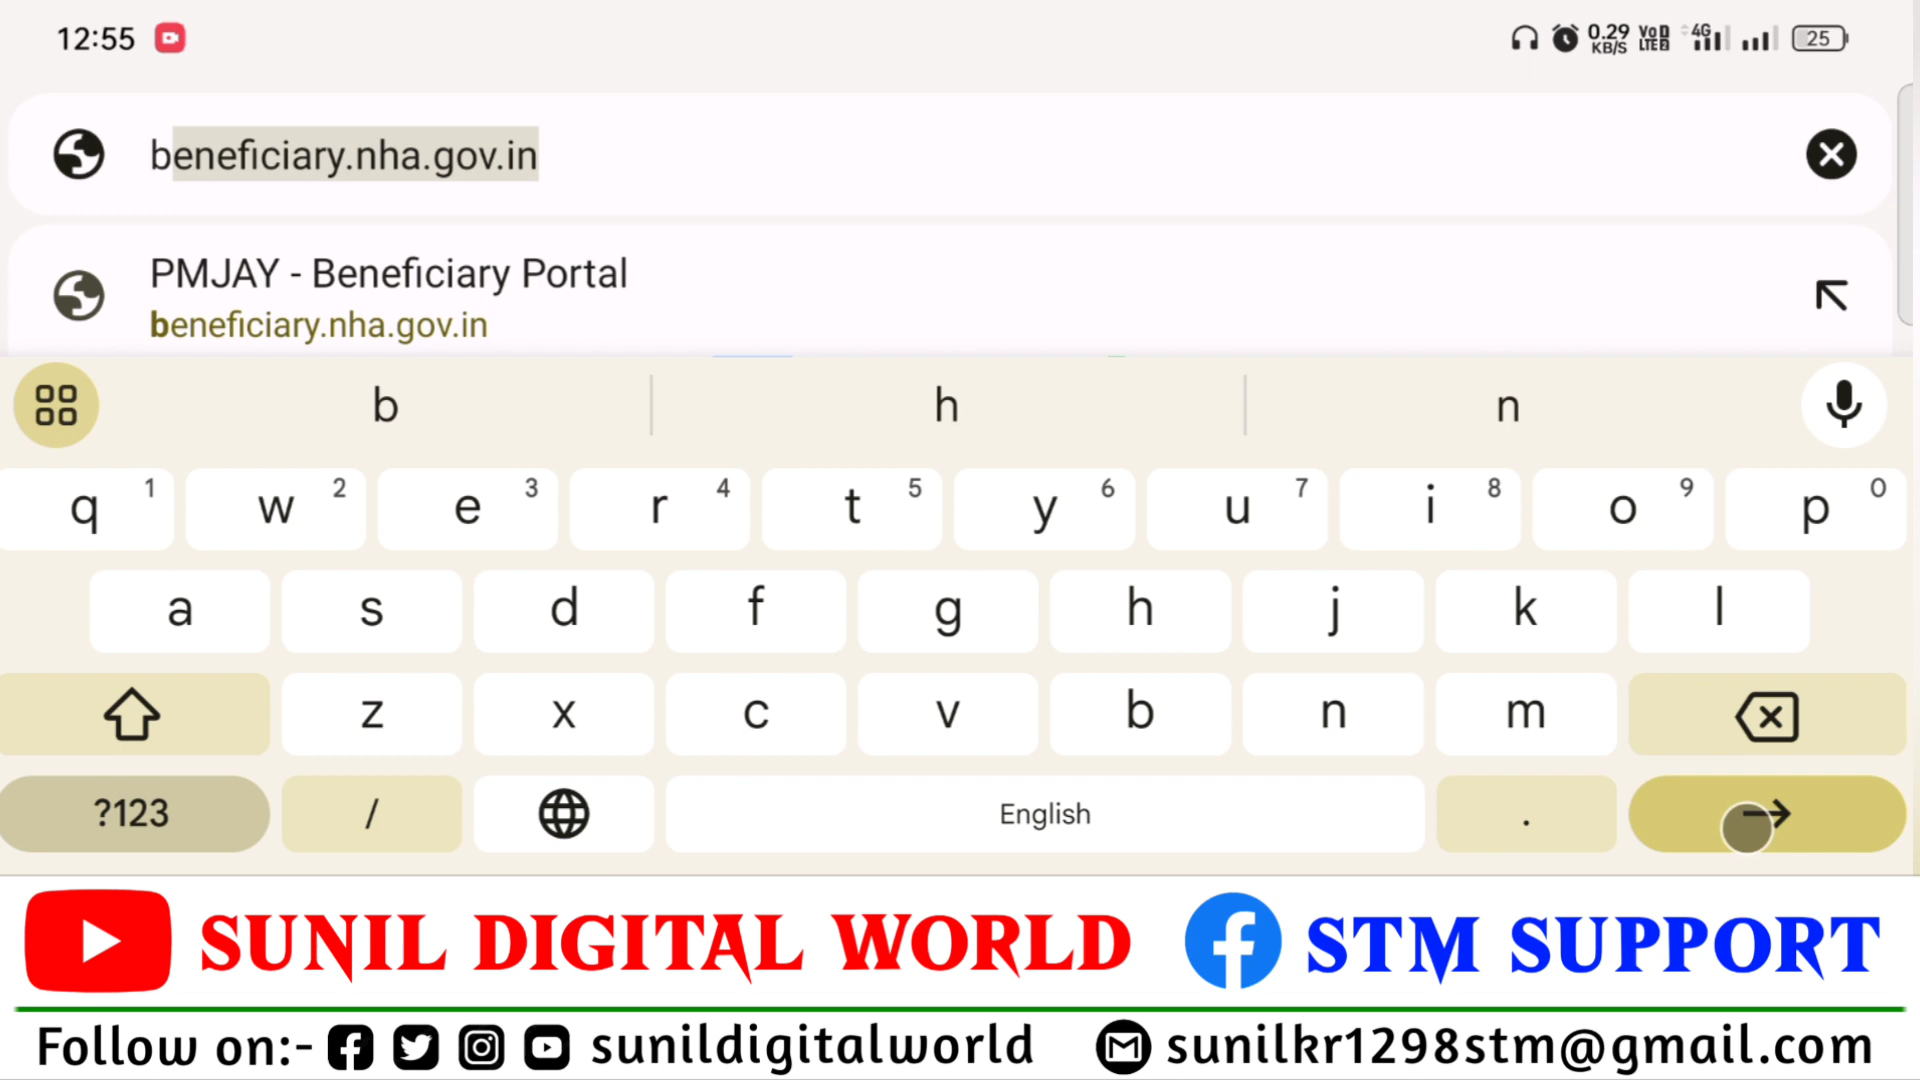 12:55 0.29 KB/S Vo LTE 2 4G 25
beneficiary.nha.gov.in
PMJAY - Beneficiary Portal
beneficiary.nha.gov.in
b h n
q 1 w 2 e 3 r 4 t 5 y 6 u 7 i 8 o 9 p 0
a s d f g h j k l
z x c v b n m
?123 / English .
SUNIL DIGITAL WORLD STM SUPPORT
Follow on:- sunildigitalworld sunilkr1298stm@gmail.com